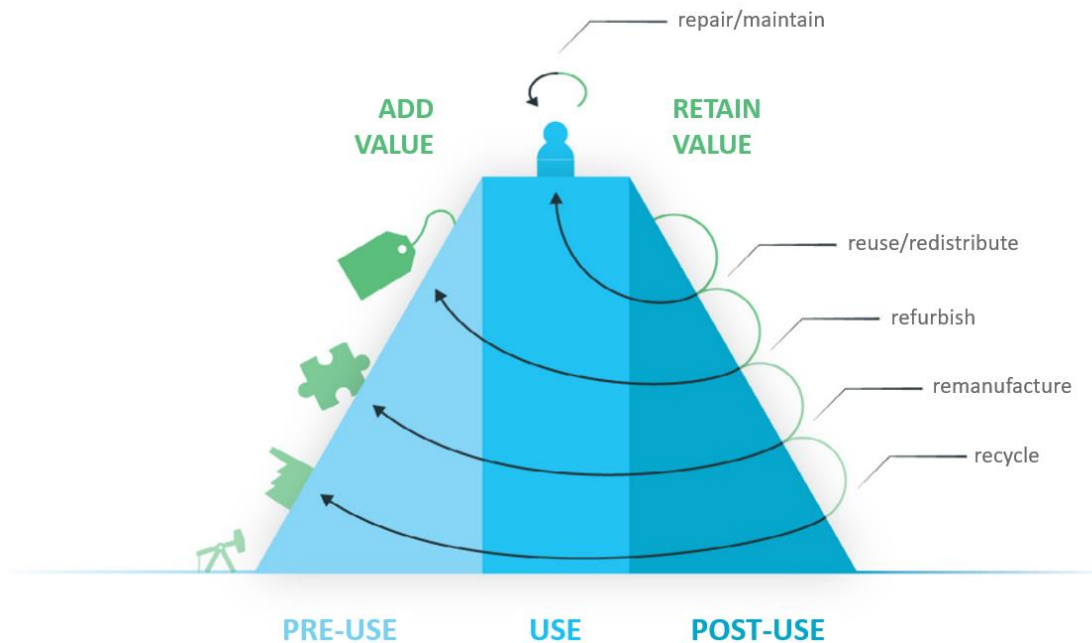 repair/maintain
ADD
VALUE
RETAIN
VALUE
reuse/redistribute
refurbish
remanufacture
recycle
PRE-USE
USE
POST-USE